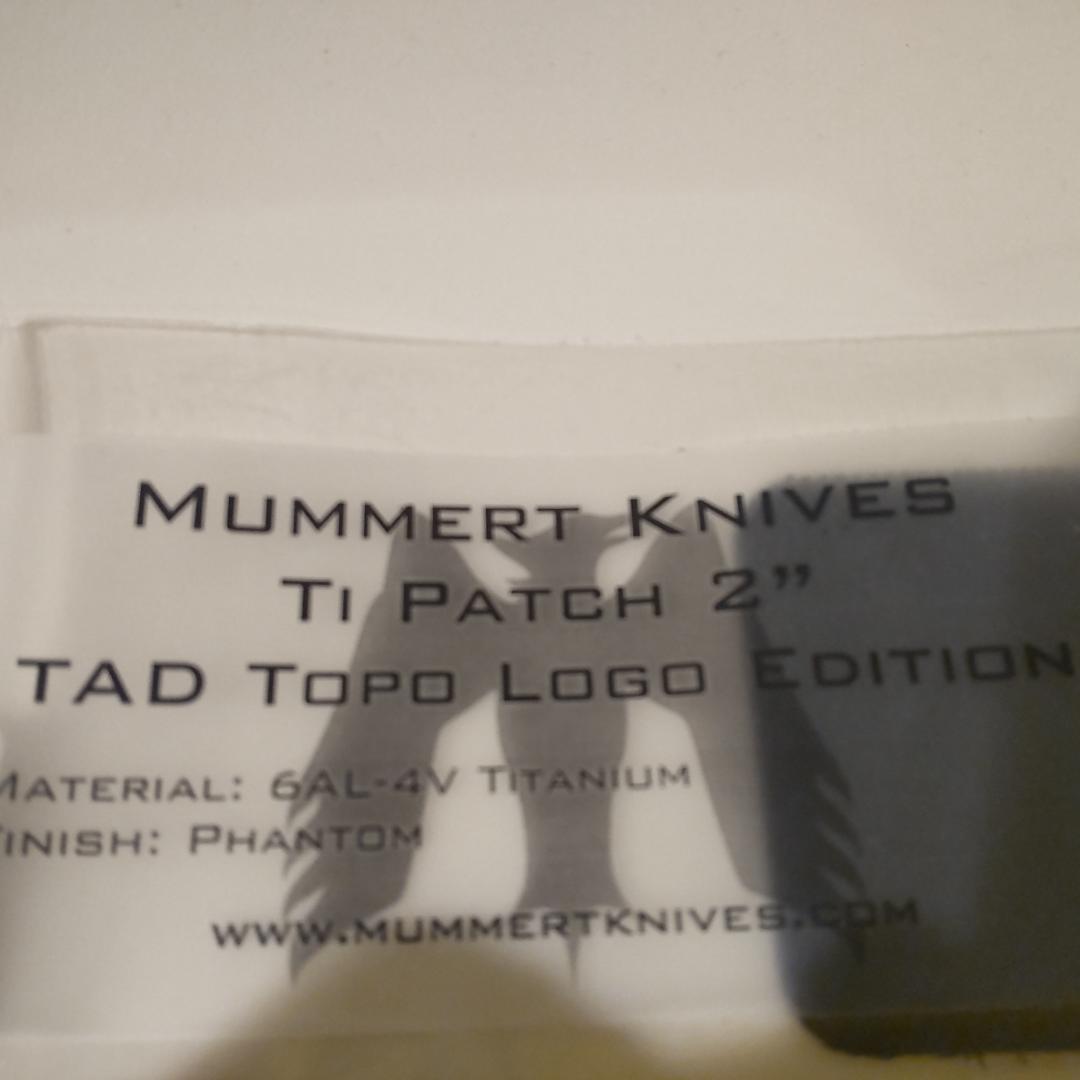 MUMMERT KNIVES
TI PATCH 2”
TAD TOPO LOGO EDITION
MATERIAL: 6AL-4V TITANIUM
FINISH: PHANTOM
WWW.MUMMERTKNIVES.COM